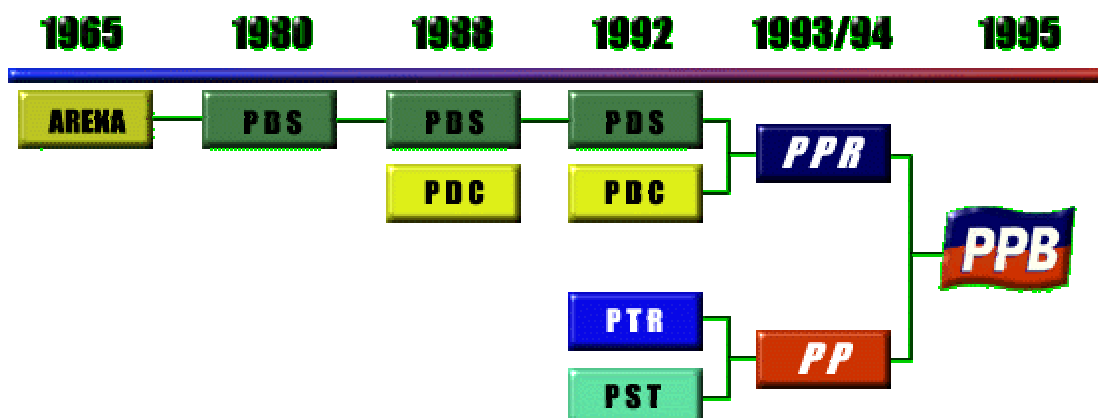 1965 1980 1988 1992 1993/94 1995
ARENA PDS PDS PDS
PPR
PDC PDC
PPB
PTR
PP
PST